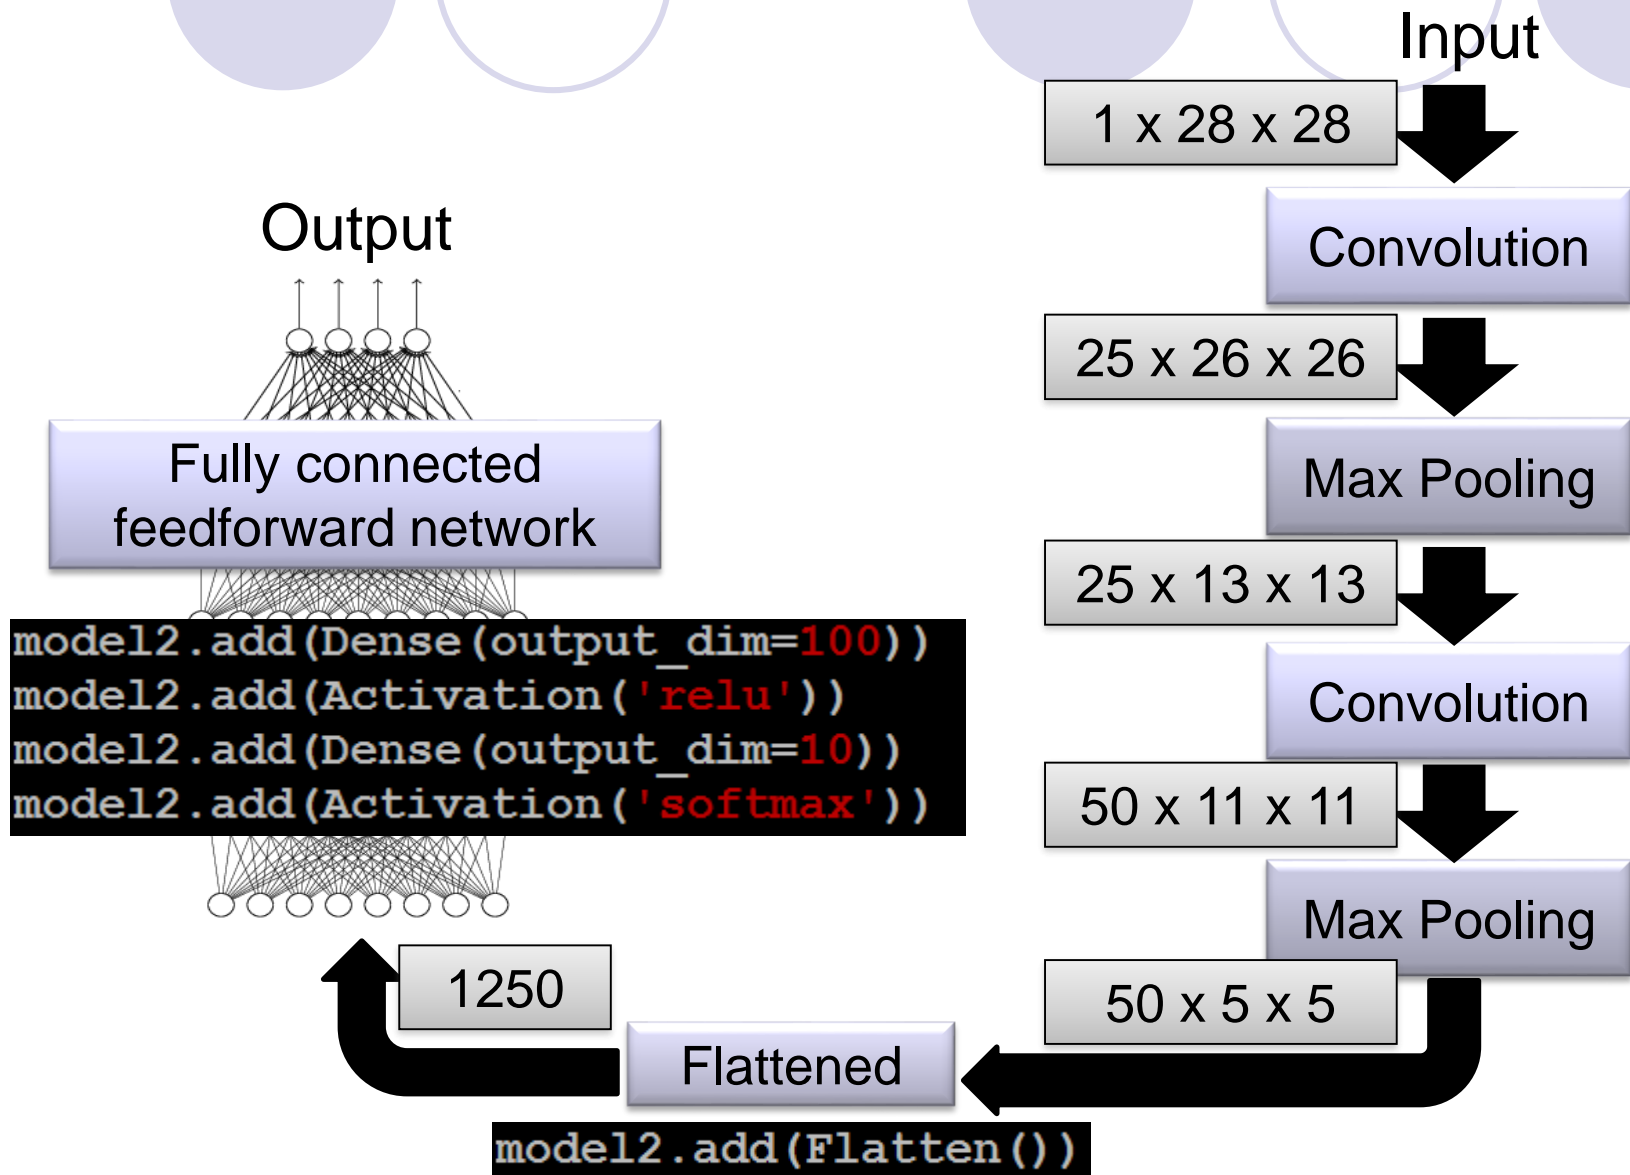 Input
1 x 28 x 28
Convolution
25 x 26 x 26
Max Pooling
25 x 13 x 13
Convolution
50 x 11 x 11
Max Pooling
50 x 5 x 5
Flattened
model2.add(Flatten())
1250
Output
Fully connected
feedforward network
model2.add(Dense(output_dim=100))
model2.add(Activation('relu'))
model2.add(Dense(output_dim=10))
model2.add(Activation('softmax'))